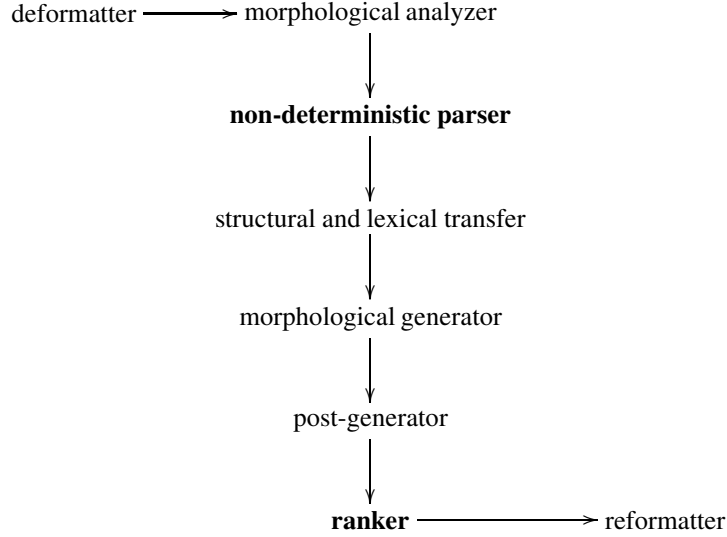 deformatter
morphological analyzer
non-deterministic parser
structural and lexical transfer
morphological generator
post-generator
ranker
reformatter